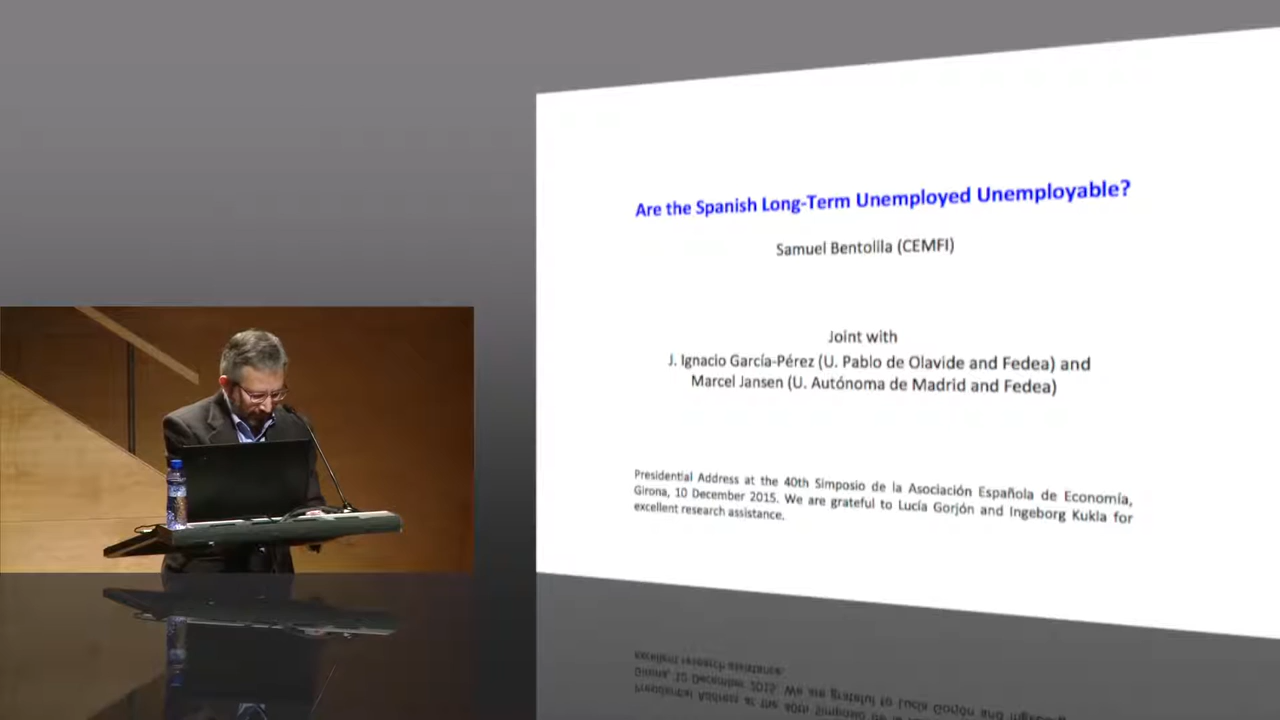 Are the Spanish Long-Term Unemployed Unemployable?
Samuel Bentolila (CEMFI)
Joint with
J. Ignacio García-Pérez (U. Pablo de Olavide and Fedea) and
Marcel Jansen (U. Autónoma de Madrid and Fedea)
Presidential Address at the 40th Simposio de la Asociación Española de Economía,
Girona, 10 December 2015. We are grateful to Lucía Gorjón and Ingeborg Kukla for
excellent research assistance.